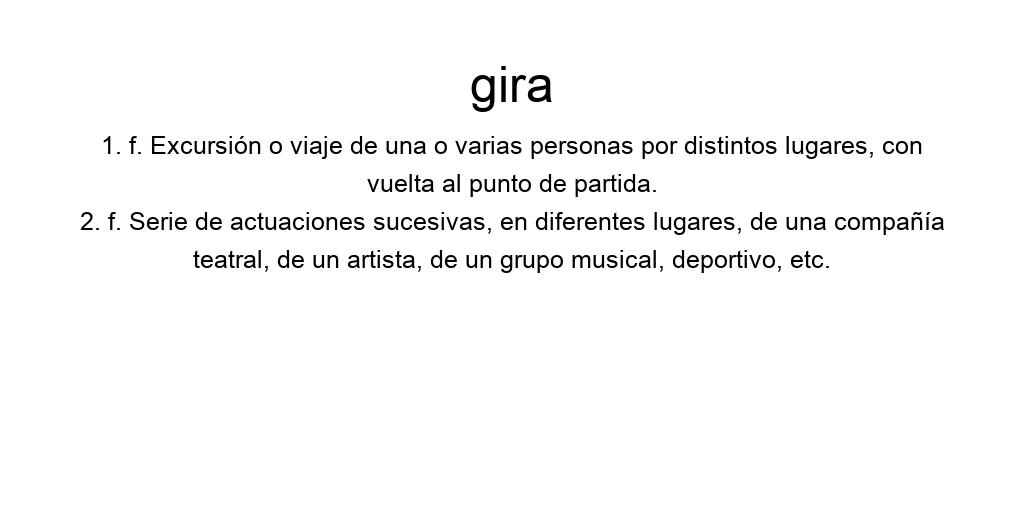 gira
1. f. Excursión o viaje de una o varias personas por distintos lugares, con
vuelta al punto de partida.
2. f. Serie de actuaciones sucesivas, en diferentes lugares, de una compañía
teatral, de un artista, de un grupo musical, deportivo, etc.